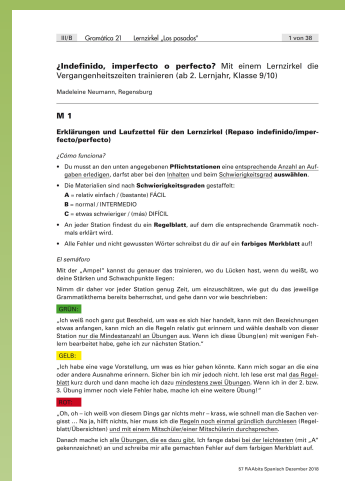 III/B Gramática 21 Lernzirkel „Los pasados“ 1 von 38
¿Indefinido, imperfecto o perfecto? Mit einem Lernzirkel die
Vergangenheitszeiten trainieren (ab 2. Lernjahr, Klasse 9/10)
Madeleine Neumann, Regensburg
M 1
Erklärungen und Laufzettel für den Lernzirkel (Repaso indefinido/imper-
fecto/perfecto)
¿Cómo funciona?
• Du musst an den unten angegebenen Pflichtstationen eine entsprechende Anzahl an Auf-
gaben erledigen, darfst aber bei den Inhalten und beim Schwierigkeitsgrad auswählen.
• Die Materialien sind nach Schwierigkeitsgraden gestaffelt:
A = relativ einfach / (bastante) FÁCIL
B = normal / INTERMEDIO
C = etwas schwieriger / (más) DIFÍCIL
• An jeder Station findest du ein Regelblatt, auf dem die entsprechende Grammatik noch-
mals erklärt wird.
• Alle Fehler und nicht gewussten Wörter schreibst du dir auf ein farbiges Merkblatt auf!
El semáforo
Mit der „Ampel“ kannst du genauer das trainieren, wo du Lücken hast, wenn du weißt, wo
deine Stärken und Schwachpunkte liegen:
Nimm dir daher vor jeder Station genug Zeit, um einzuschätzen, wie gut du das jeweilige
Grammatikthema bereits beherrschst, und gehe dann vor wie beschrieben:
GRÜN:
„Ich weiß noch ganz gut Bescheid, um was es sich hier handelt, kann mit den Bezeichnungen
etwas anfangen, kann mich an die Regeln relativ gut erinnern und wähle deshalb von dieser
Station nur die Mindestanzahl an Übungen aus. Wenn ich diese Übung(en) mit wenigen Feh-
lern bearbeitet habe, gehe ich zur nächsten Station.“
GELB:
„Ich habe eine vage Vorstellung, um was es hier gehen könnte. Kann mich sogar an die eine
oder andere Ausnahme erinnern. Sicher bin ich mir jedoch nicht. Ich lese erst mal das Regel-
blatt kurz durch und dann mache ich dazu mindestens zwei Übungen. Wenn ich in der 2. bzw.
3. Übung immer noch viele Fehler habe, mache ich eine weitere Übung!“
ROT:
„Oh, oh – ich weiß von diesem Dings gar nichts mehr – krass, wie schnell man die Sachen ver-
gisst … Na ja, hilft nichts, hier muss ich die Regeln noch einmal gründlich durchlesen (Regel-
blatt/Übersichten) und mit einem Mitschüler/einer Mitschülerin durchsprechen.
Danach mache ich alle Übungen, die es dazu gibt. Ich fange dabei bei der leichtesten (mit „A“
gekennzeichnet) an und schreibe mir alle gemachten Fehler auf dem farbigen Merkblatt auf.
57 RAAbits Spanisch Dezember 2018